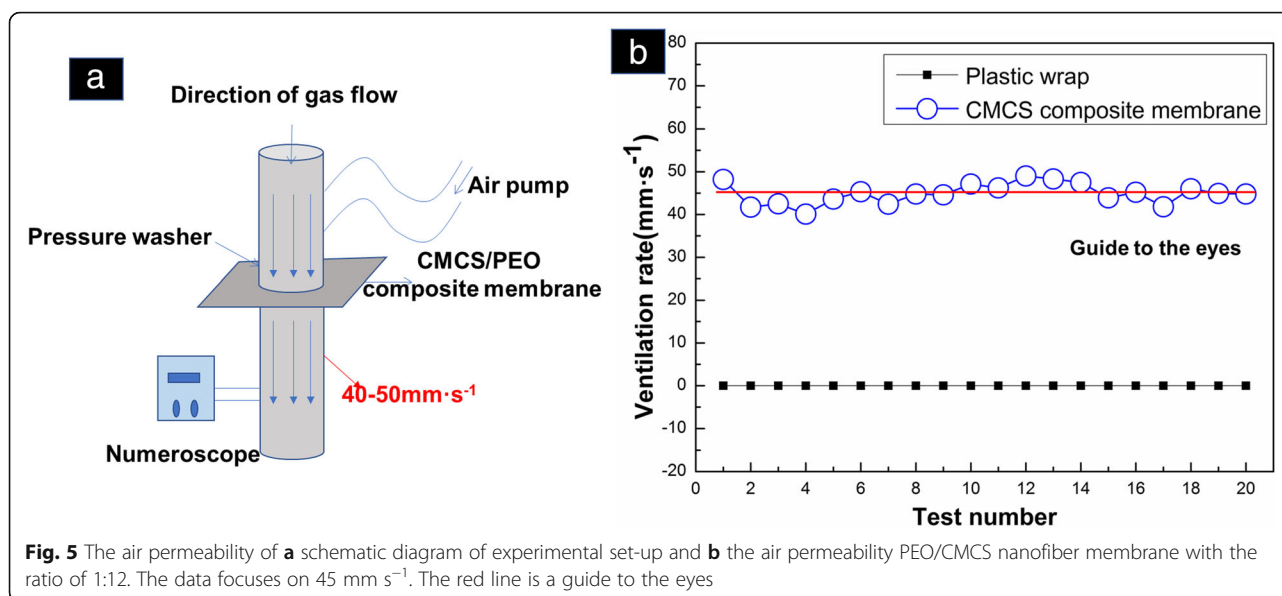 a
Direction of gas flow
Air pump
Pressure washer
CMCS/PEO
composite membrane
40-50mm·s⁻¹
Numeroscope
b
Plastic wrap
CMCS composite membrane
Guide to the eyes
Ventilation rate(mm·s⁻¹)
80
70
60
50
40
30
20
10
0
-10
-20
0
2
4
6
8
10
12
14
16
18
20
Test number
Fig. 5 The air permeability of a schematic diagram of experimental set-up and b the air permeability PEO/CMCS nanofiber membrane with the
ratio of 1:12. The data focuses on 45 mm s⁻¹. The red line is a guide to the eyes